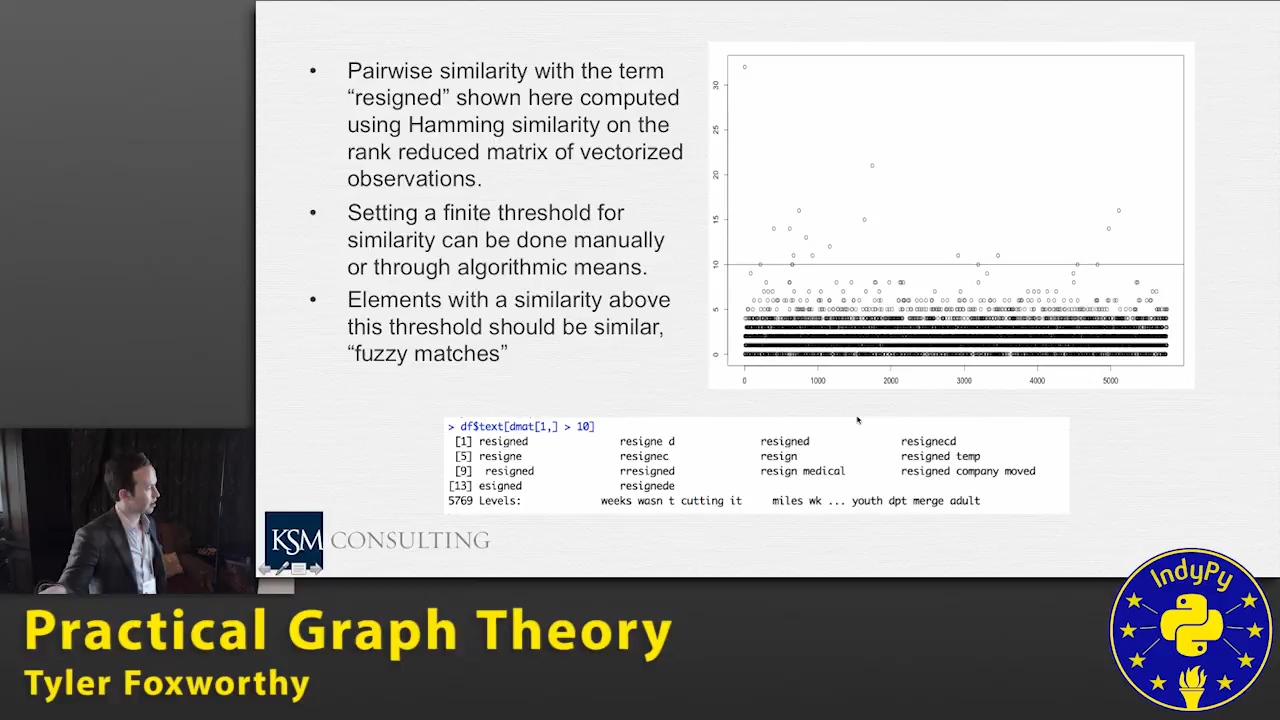 • Pairwise similarity with the term
“resigned” shown here computed
using Hamming similarity on the
rank reduced matrix of vectorized
observations.
• Setting a finite threshold for
similarity can be done manually
or through algorithmic means.
• Elements with a similarity above
this threshold should be similar,
“fuzzy matches”
30
25
20
15
10
5
0
0 1000 2000 3000 4000 5000
> df$text[dmat[1,] > 10]
[1] resigned resigne d resigned resignecd
[5] resigne resignec resign resigned temp
[9] resigned rresigned resign medical resigned company moved
[13] esigned resignede
5769 Levels: weeks wasn t cutting it miles wk ... youth dpt merge adult
KSM CONSULTING
Practical Graph Theory
Tyler Foxworthy
IndyPy